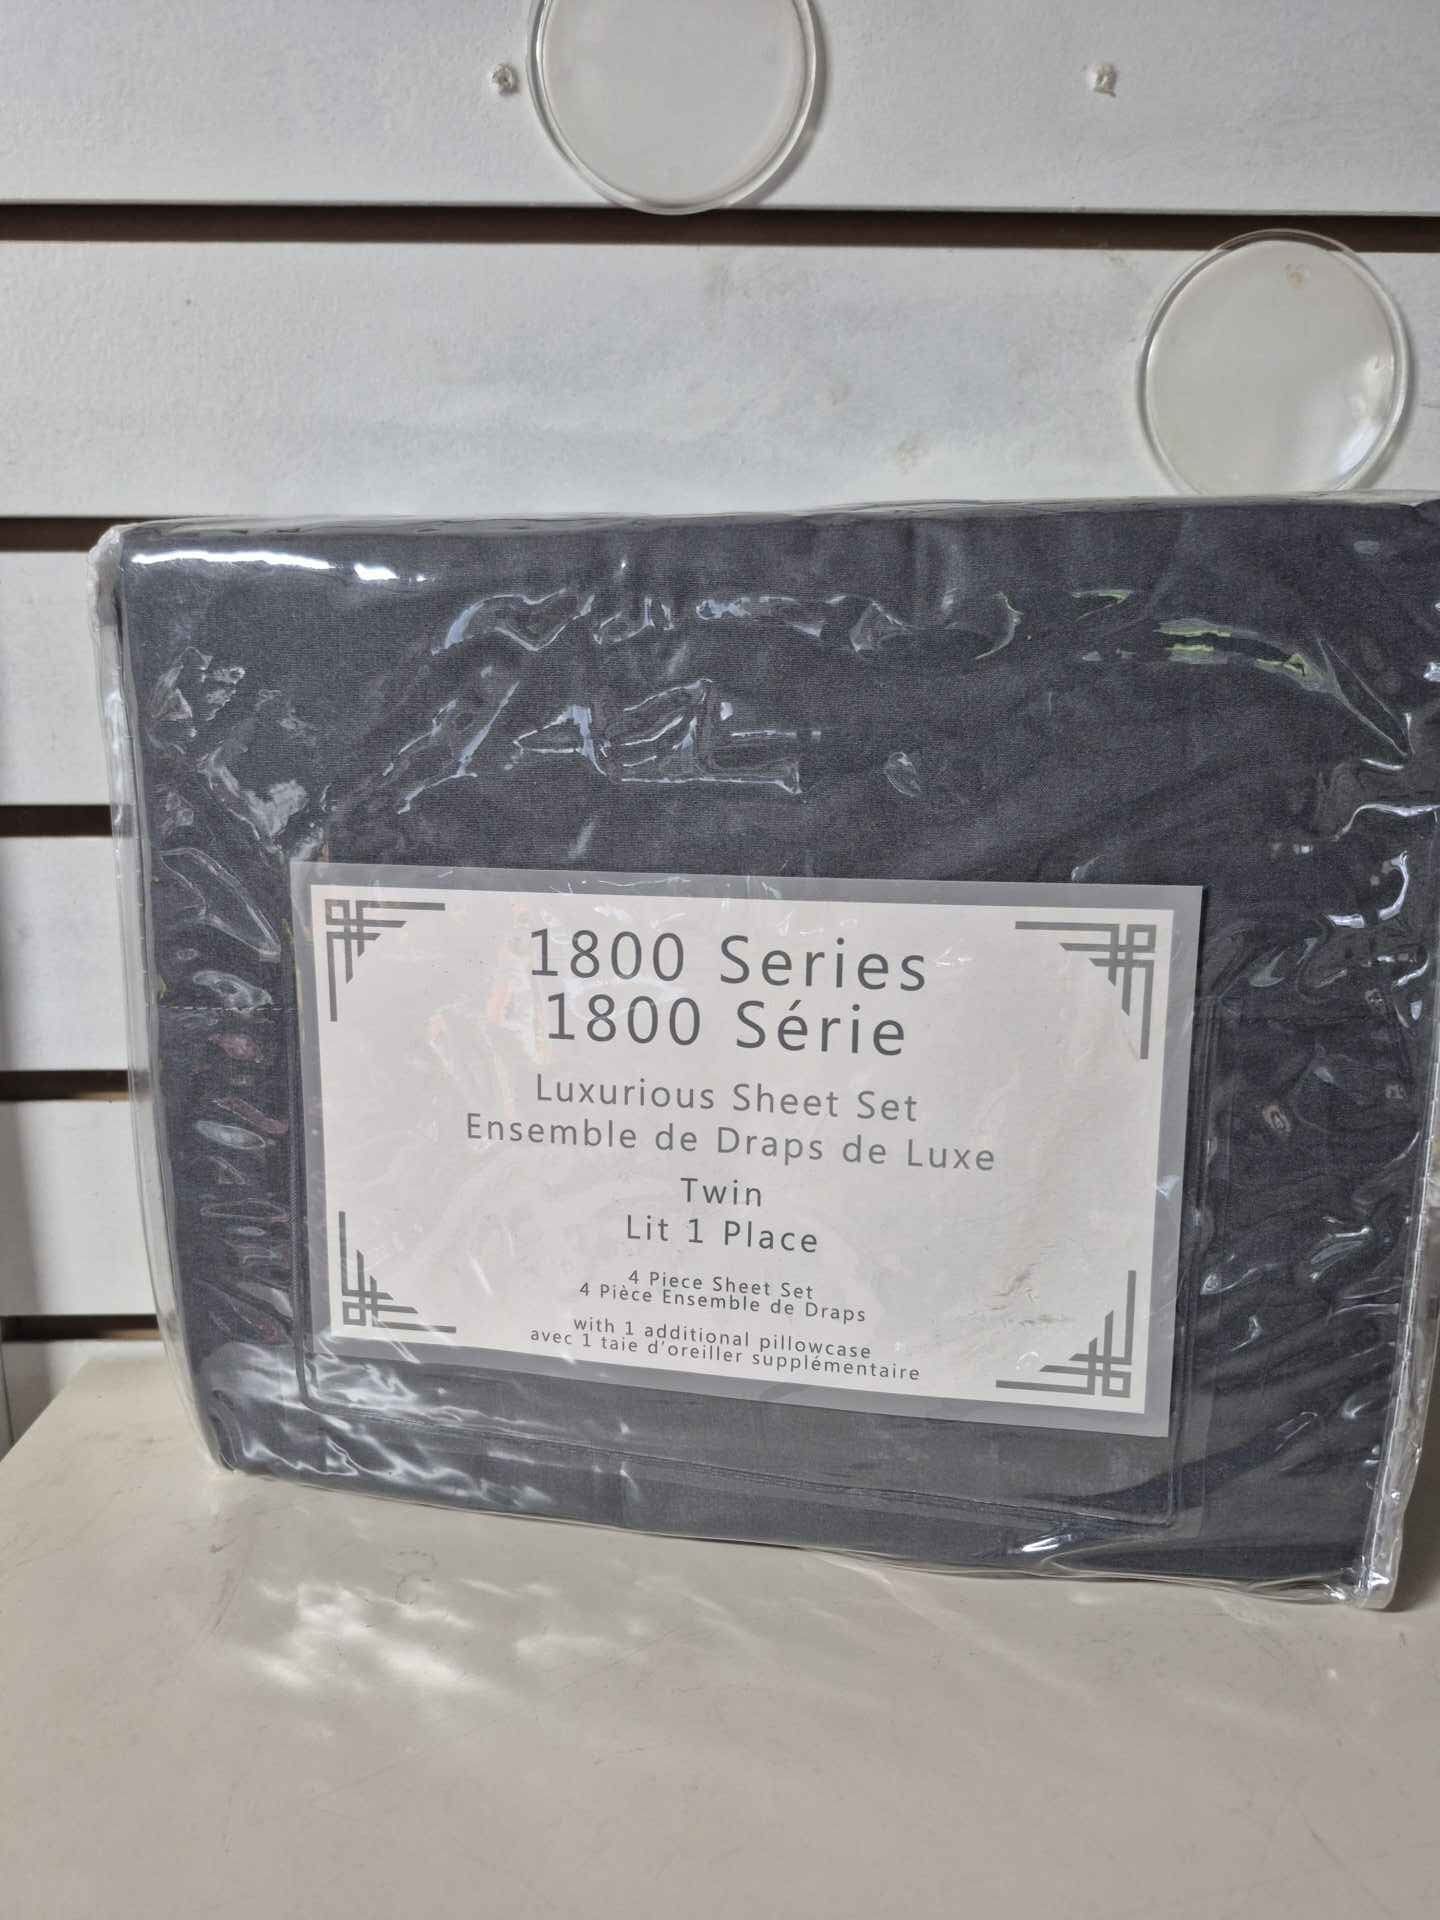 1800 Series
1800 Série
Luxurious Sheet Set
Ensemble de Draps de Luxe
Twin
Lit 1 Place
4 Piece Sheet Set
4 Pièce Ensemble de Draps
with 1 additional pillowcase
avec 1 taie d'oreiller supplémentaire